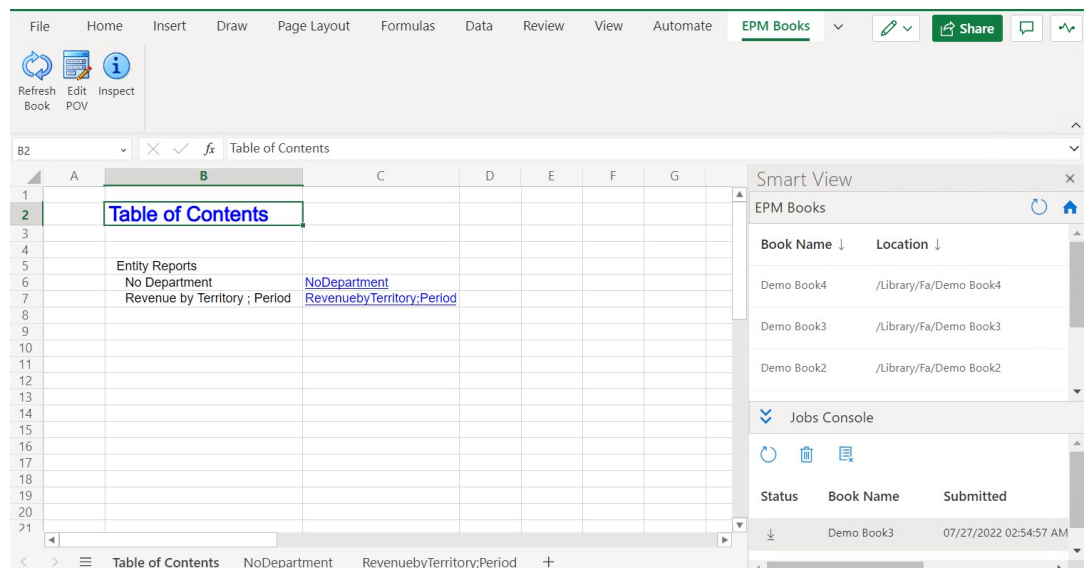 File Home Insert Draw Page Layout Formulas Data Review View Automate EPM Books Share
Refresh Book Edit POV Inspect
B2 fx Table of Contents
A B C D E F G
1
2 Table of Contents
3
4
5 Entity Reports
6 No Department NoDepartment
7 Revenue by Territory ; Period RevenuebyTerritory;Period
8
9
10
11
12
13
14
15
16
17
18
19
20
21
Table of Contents NoDepartment RevenuebyTerritory;Period
Smart View
EPM Books
Book Name ↓ Location ↓
Demo Book4 /Library/Fa/Demo Book4
Demo Book3 /Library/Fa/Demo Book3
Demo Book2 /Library/Fa/Demo Book2
Jobs Console
Status Book Name Submitted
Demo Book3 07/27/2022 02:54:57 AM